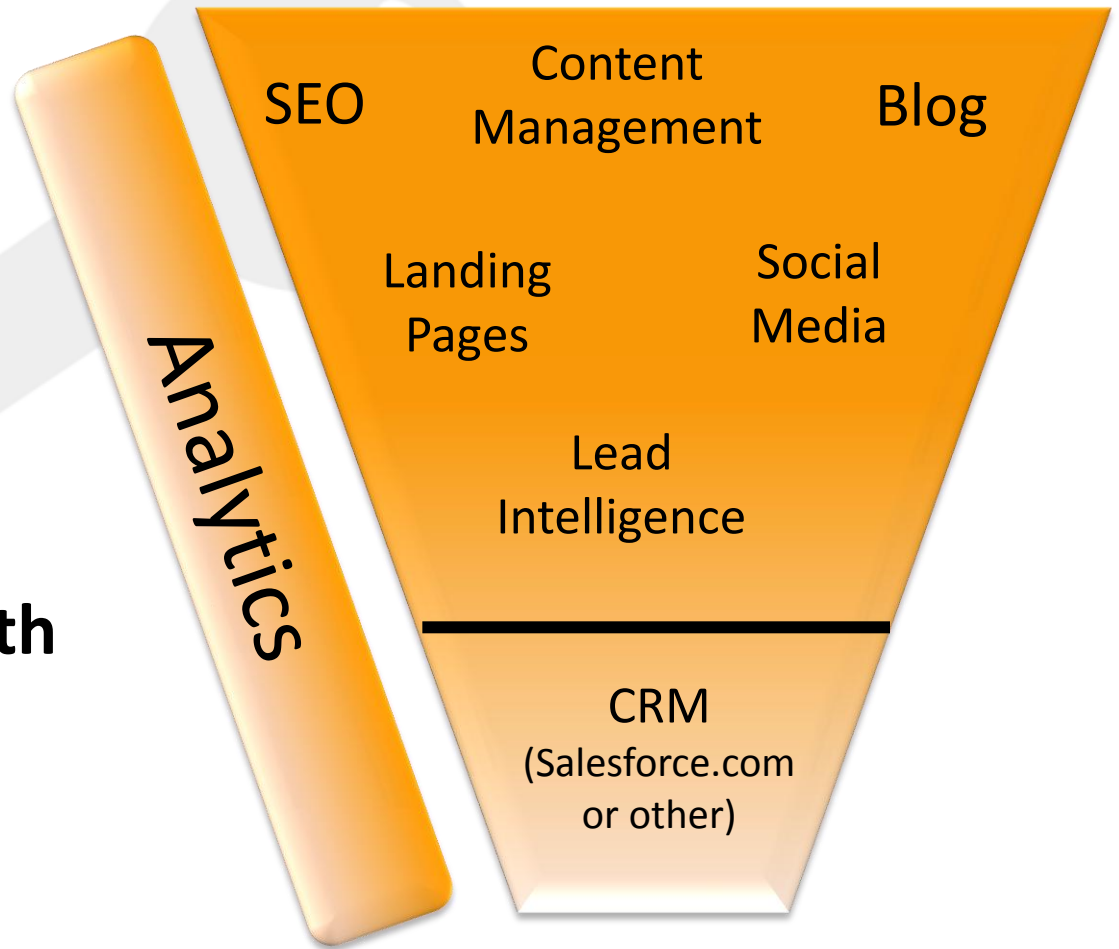 SEO
Content
Management
Blog
Landing
Pages
Social
Media
Lead
Intelligence
Analytics
th
CRM
(Salesforce.com
or other)